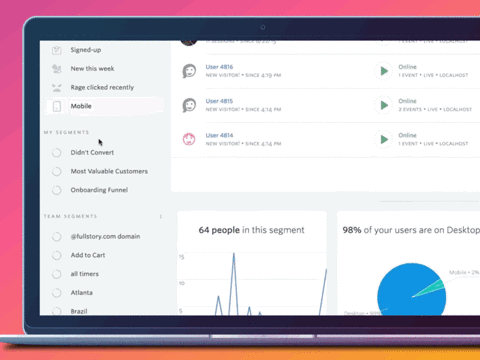 Signed-up
New this week
Rage clicked recently
Mobile
MY SEGMENTS
Didn't Convert
Most Valuable Customers
Onboarding Funnel
TEAM SEGMENTS
@fullstory.com domain
Add to Cart
all timers
Atlanta
Brazil
User 4816
NEW VISITOR! • SINCE 4:19 PM
Online
1 EVENT • LIVE • LOCALHOST
User 4815
NEW VISITOR! • SINCE 4:14 PM
Online
2 EVENTS • LIVE • LOCALHOST
User 4814
NEW VISITOR! • SINCE 4:14 PM
Online
1 EVENT • LIVE • LOCALHOST
64 people in this segment
15
10
5
98% of your users are on Desktop
Mobile • 2%
Desktop •